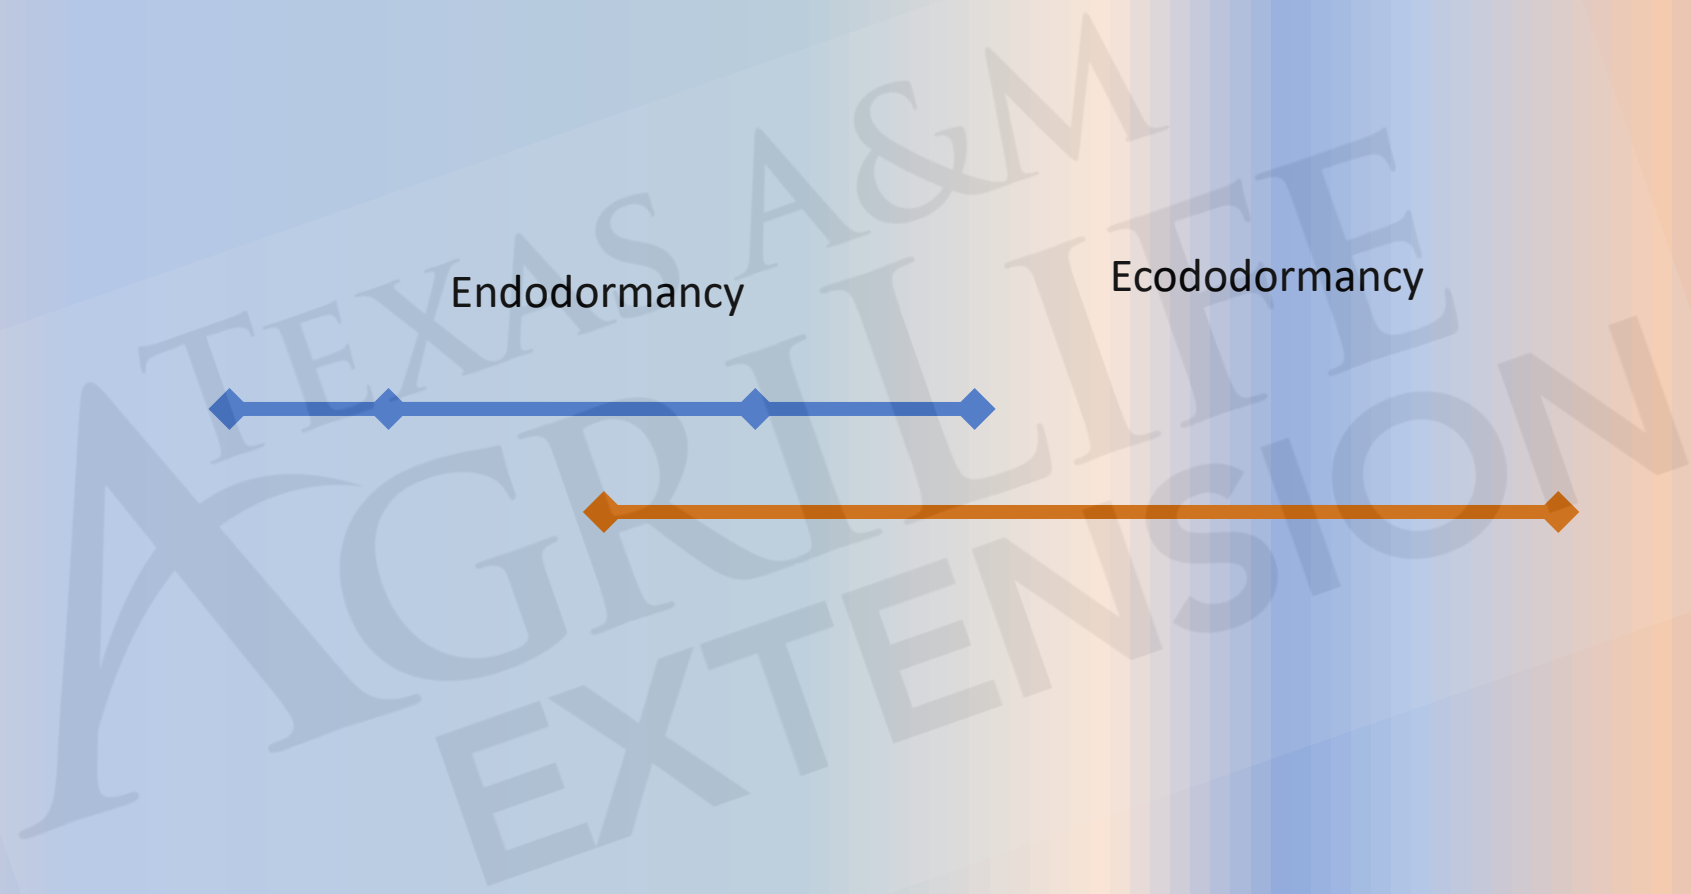 TEXAS A&M
AGRILIFE
EXTENSION
Endodormancy
Ecododormancy